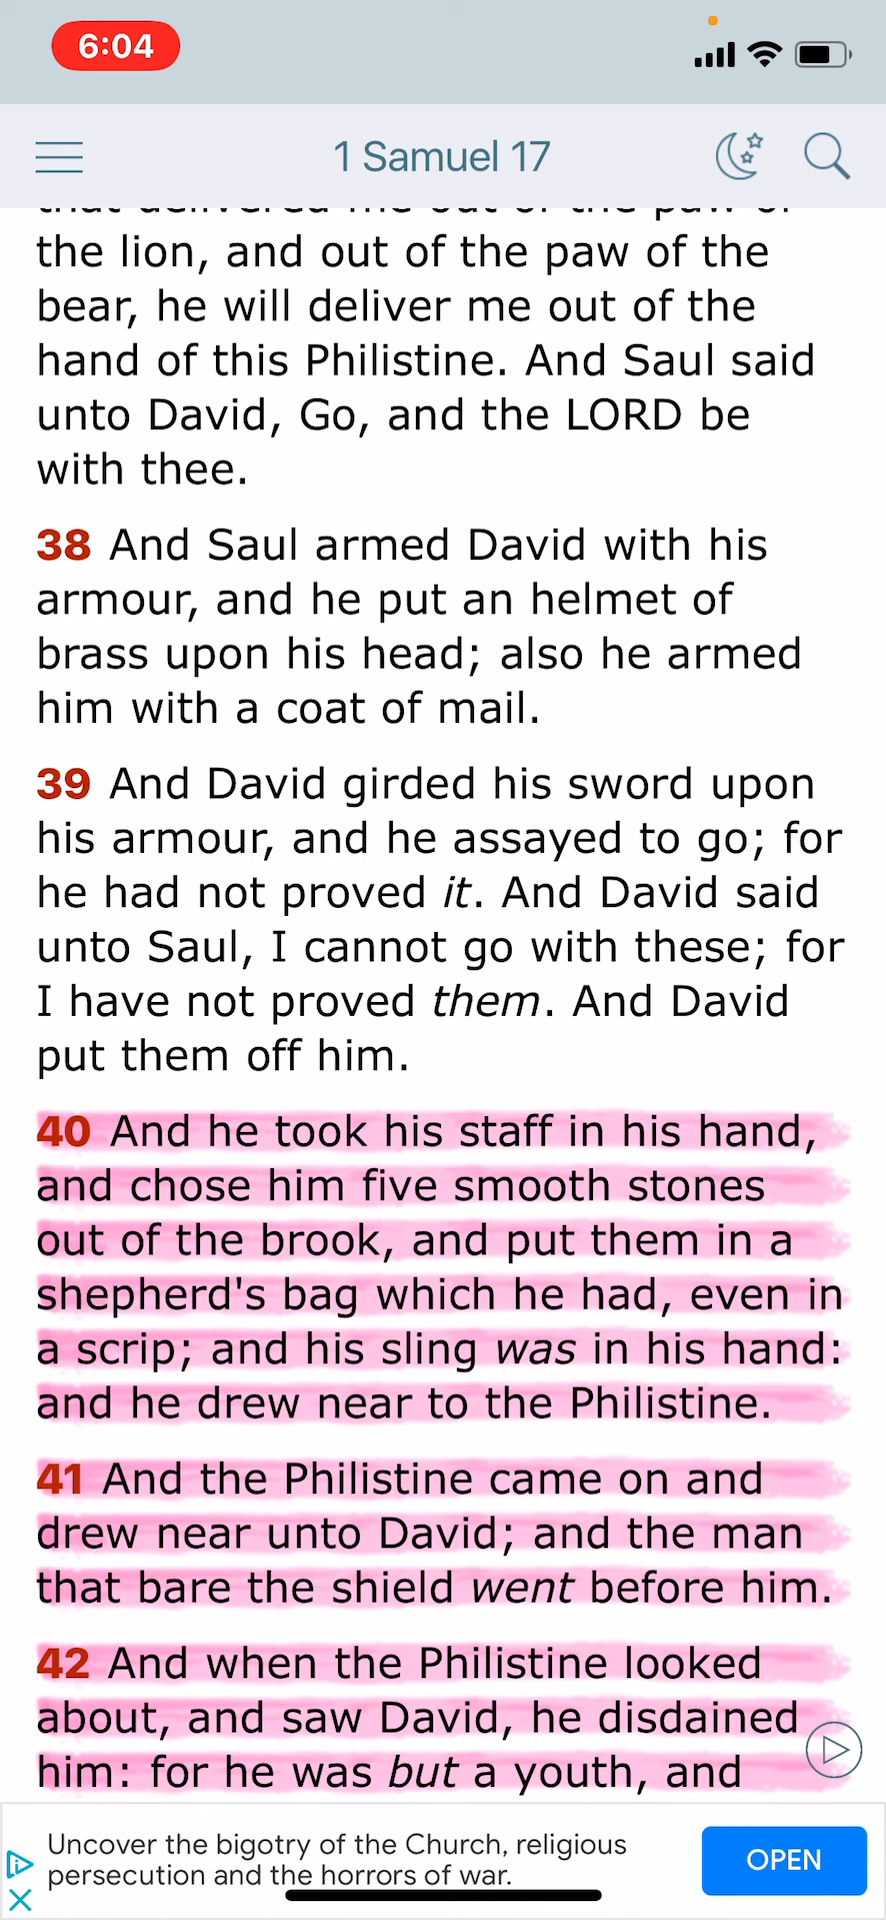 6:04
1 Samuel 17
that delivered me out of the paw of
the lion, and out of the paw of the
bear, he will deliver me out of the
hand of this Philistine. And Saul said
unto David, Go, and the LORD be
with thee.
38 And Saul armed David with his
armour, and he put an helmet of
brass upon his head; also he armed
him with a coat of mail.
39 And David girded his sword upon
his armour, and he assayed to go; for
he had not proved it. And David said
unto Saul, I cannot go with these; for
I have not proved them. And David
put them off him.
40 And he took his staff in his hand,
and chose him five smooth stones
out of the brook, and put them in a
shepherd's bag which he had, even in
a scrip; and his sling was in his hand:
and he drew near to the Philistine.
41 And the Philistine came on and
drew near unto David; and the man
that bare the shield went before him.
42 And when the Philistine looked
about, and saw David, he disdained
him: for he was but a youth, and
Uncover the bigotry of the Church, religious
persecution and the horrors of war.
OPEN